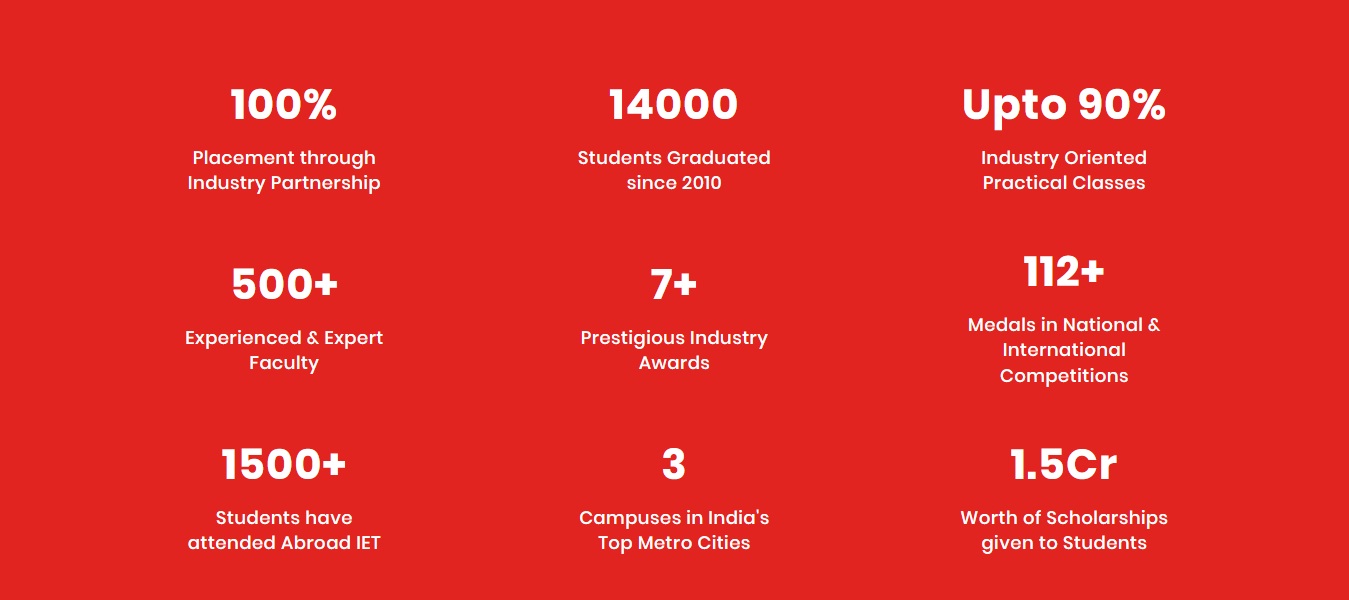 100%
Placement through
Industry Partnership
14000
Students Graduated
since 2010
Upto 90%
Industry Oriented
Practical Classes
500+
Experienced & Expert
Faculty
7+
Prestigious Industry
Awards
112+
Medals in National &
International
Competitions
1500+
Students have
attended Abroad IET
3
Campuses in India's
Top Metro Cities
1.5Cr
Worth of Scholarships
given to Students